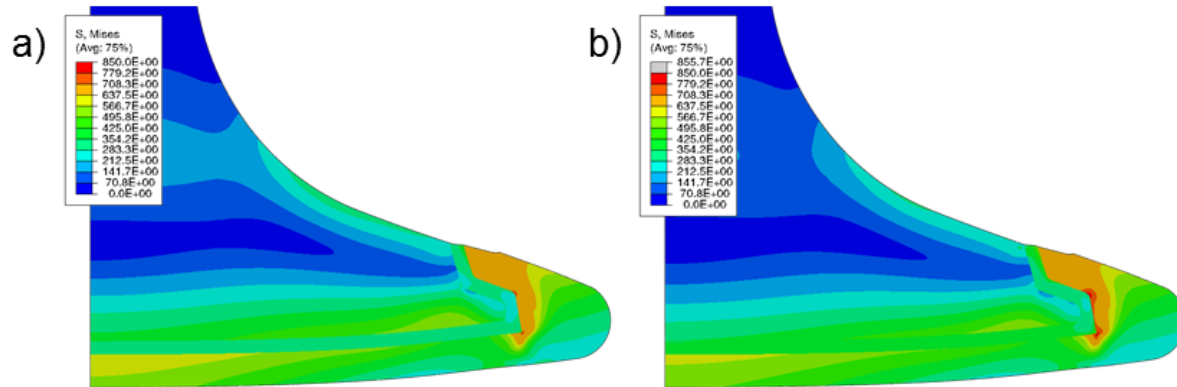 a)
S, Mises
(Avg: 75%)
850.0E+00
779.2E+00
708.3E+00
637.5E+00
566.7E+00
495.8E+00
425.0E+00
354.2E+00
283.3E+00
212.5E+00
141.7E+00
70.8E+00
0.0E+00
b)
S, Mises
(Avg: 75%)
855.7E+00
850.0E+00
779.2E+00
708.3E+00
637.5E+00
566.7E+00
495.8E+00
425.0E+00
354.2E+00
283.3E+00
212.5E+00
141.7E+00
70.8E+00
0.0E+00